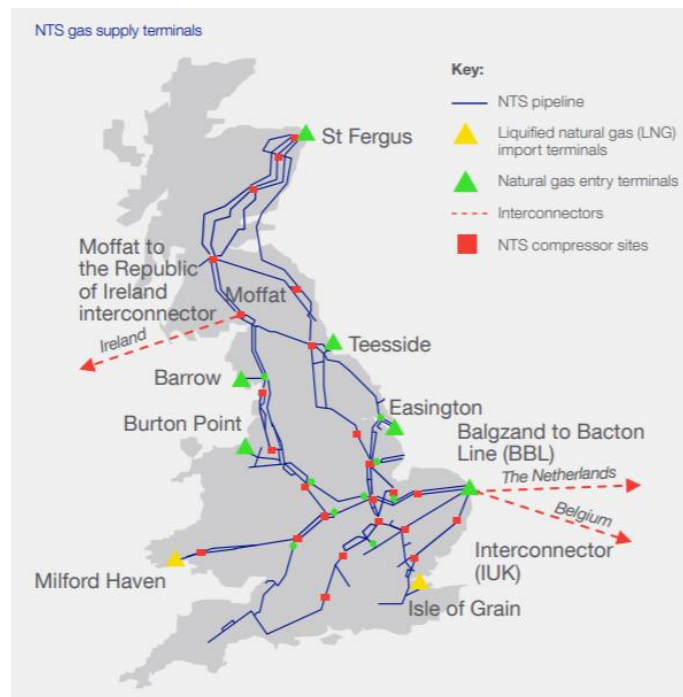 NTS gas supply terminals
Key:
NTS pipeline
Liquified natural gas (LNG)
import terminals
Natural gas entry terminals
Interconnectors
NTS compressor sites
St Fergus
Moffat to
the Republic
of Ireland
interconnector
Moffat
Ireland
Teesside
Barrow
Easington
Burton Point
Balgzand to Bacton
Line (BBL)
The Netherlands
Belgium
Interconnector
(IUK)
Milford Haven
Isle of Grain